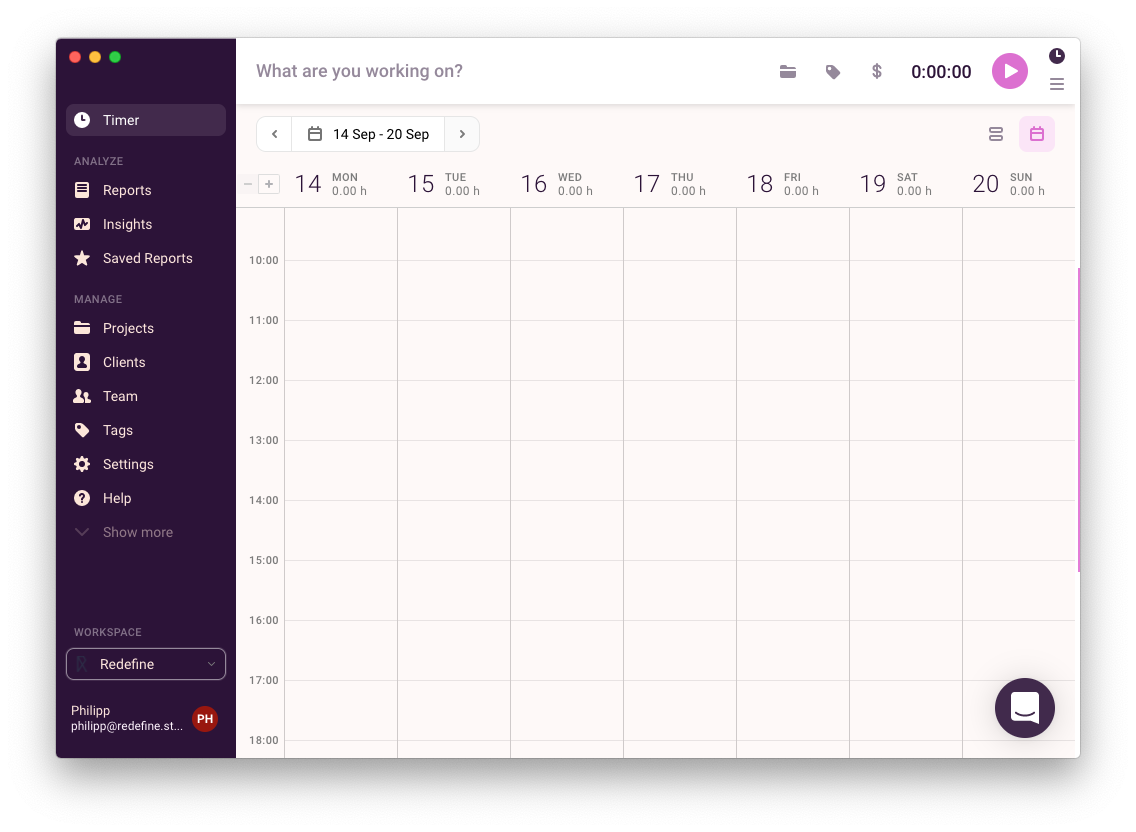 What are you working on?
$
0:00:00
Timer
ANALYZE
Reports
Insights
Saved Reports
MANAGE
Projects
Clients
Team
Tags
Settings
? Help
Show more
WORKSPACE
R Redefine
Philipp
philipp@redefine.st...
PH
14 Sep - 20 Sep
− + 14 MON 0.00 h
15 TUE 0.00 h
16 WED 0.00 h
17 THU 0.00 h
18 FRI 0.00 h
19 SAT 0.00 h
20 SUN 0.00 h
10:00
11:00
12:00
13:00
14:00
15:00
16:00
17:00
18:00